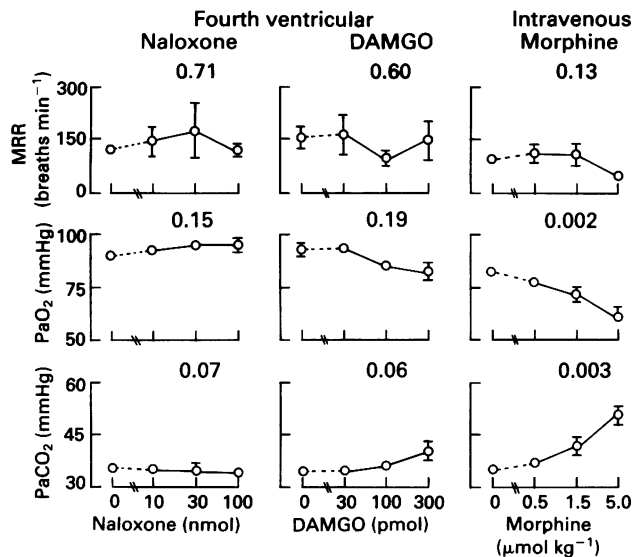 Fourth ventricular Intravenous
Naloxone DAMGO Morphine
0.71 0.60 0.13
MRR
(breaths min⁻¹)
300
150
0
0.15 0.19 0.002
PaO₂ (mmHg)
100
75
50
0.07 0.06 0.003
PaCO₂ (mmHg)
60
45
30
0 10 30 100 0 30 100 300 0 0.5 1.5 5.0
Naloxone (nmol) DAMGO (pmol) Morphine
(μmol kg⁻¹)